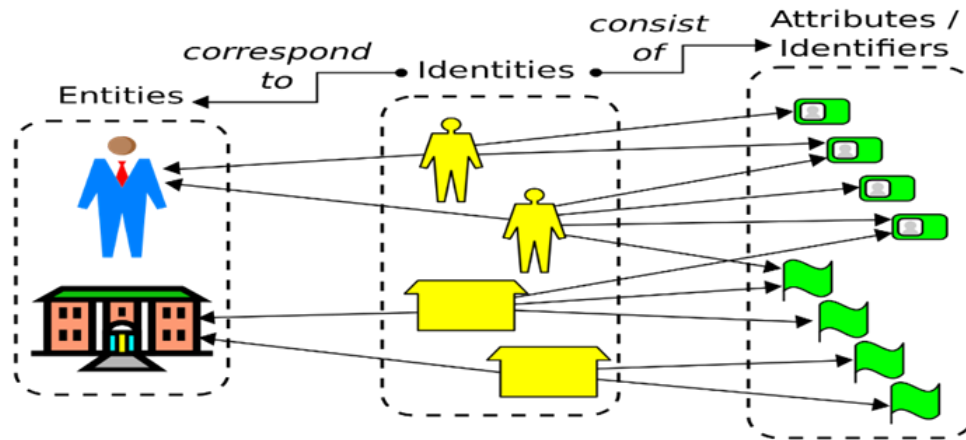 Entities
correspond
to
Identities
consist
of
Attributes /
Identifiers